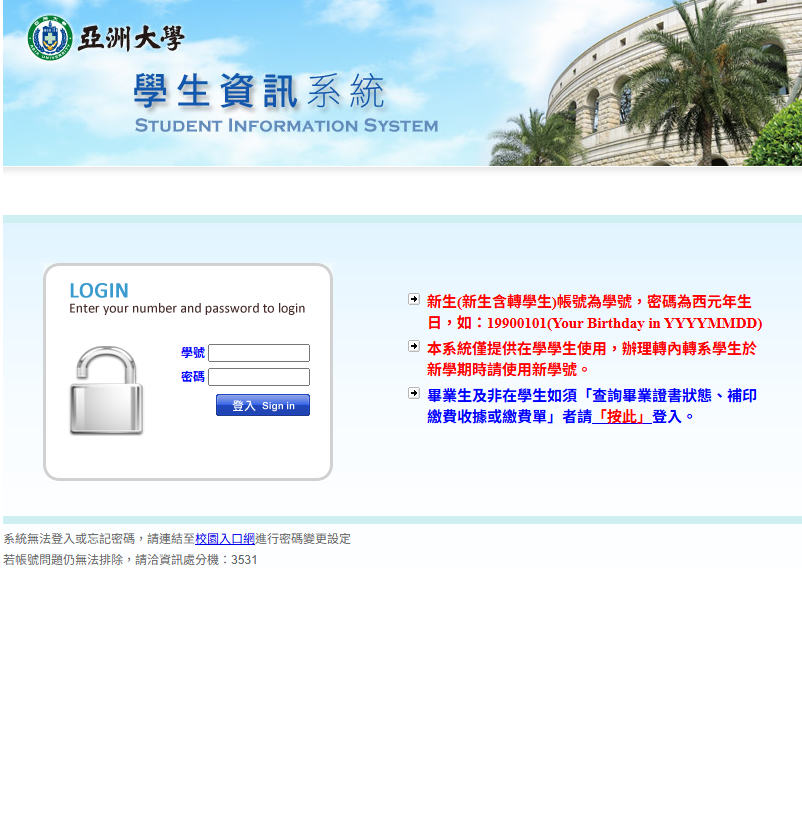 亞洲大學
學生資訊系統
STUDENT INFORMATION SYSTEM
LOGIN
Enter your number and password to login
學號
密碼
登入 Sign in
新生(新生含轉學生)帳號為學號，密碼為西元年生
日，如：19900101(Your Birthday in YYYYMMDD)
本系統僅提供在學學生使用，辦理轉內轉系學生於
新學期時請使用新學號。
畢業生及非在學生如須「查詢畢業證書狀態、補印
繳費收據或繳費單」者請「按此」登入。
系統無法登入或忘記密碼，請連結至校園入口網進行密碼變更設定
若帳號問題仍無法排除，請洽資訊處分機：3531